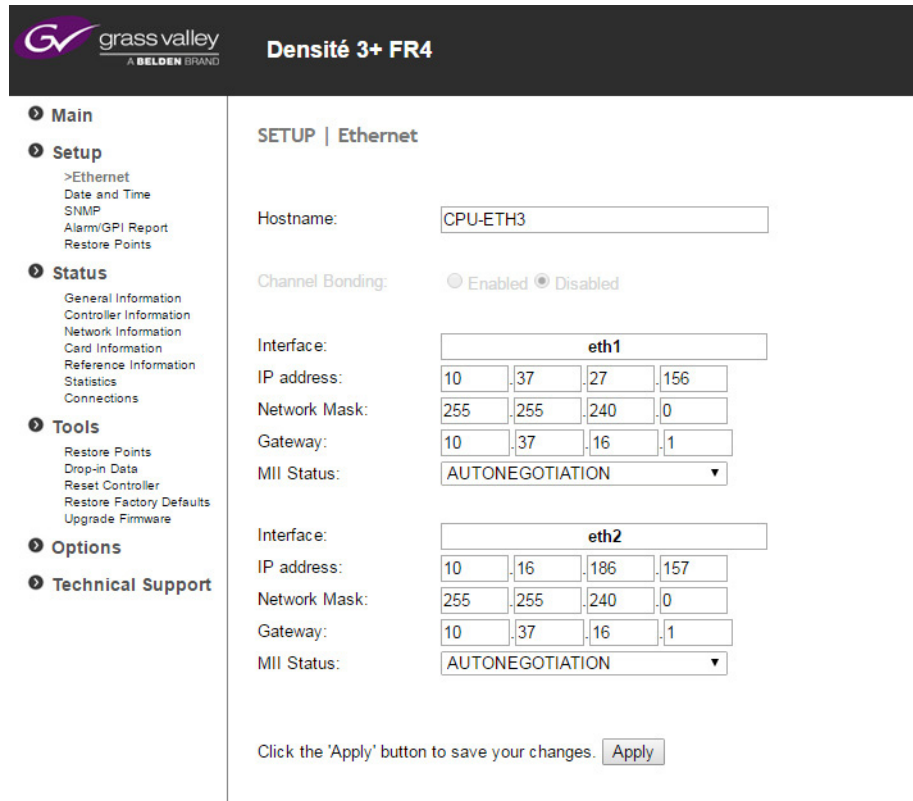 GV grass valley
A BELDEN BRAND
Densité 3+ FR4
Main
Setup
>Ethernet
Date and Time
SNMP
Alarm/GPI Report
Restore Points
Status
General Information
Controller Information
Network Information
Card Information
Reference Information
Statistics
Connections
Tools
Restore Points
Drop-in Data
Reset Controller
Restore Factory Defaults
Upgrade Firmware
Options
Technical Support
SETUP | Ethernet
Hostname: CPU-ETH3
Channel Bonding: Enabled Disabled
Interface: eth1
IP address: 10 .37 .27 .156
Network Mask: 255 .255 .240 .0
Gateway: 10 .37 .16 .1
MII Status: AUTONEGOTIATION
Interface: eth2
IP address: 10 .16 .186 .157
Network Mask: 255 .255 .240 .0
Gateway: 10 .37 .16 .1
MII Status: AUTONEGOTIATION
Click the 'Apply' button to save your changes. Apply